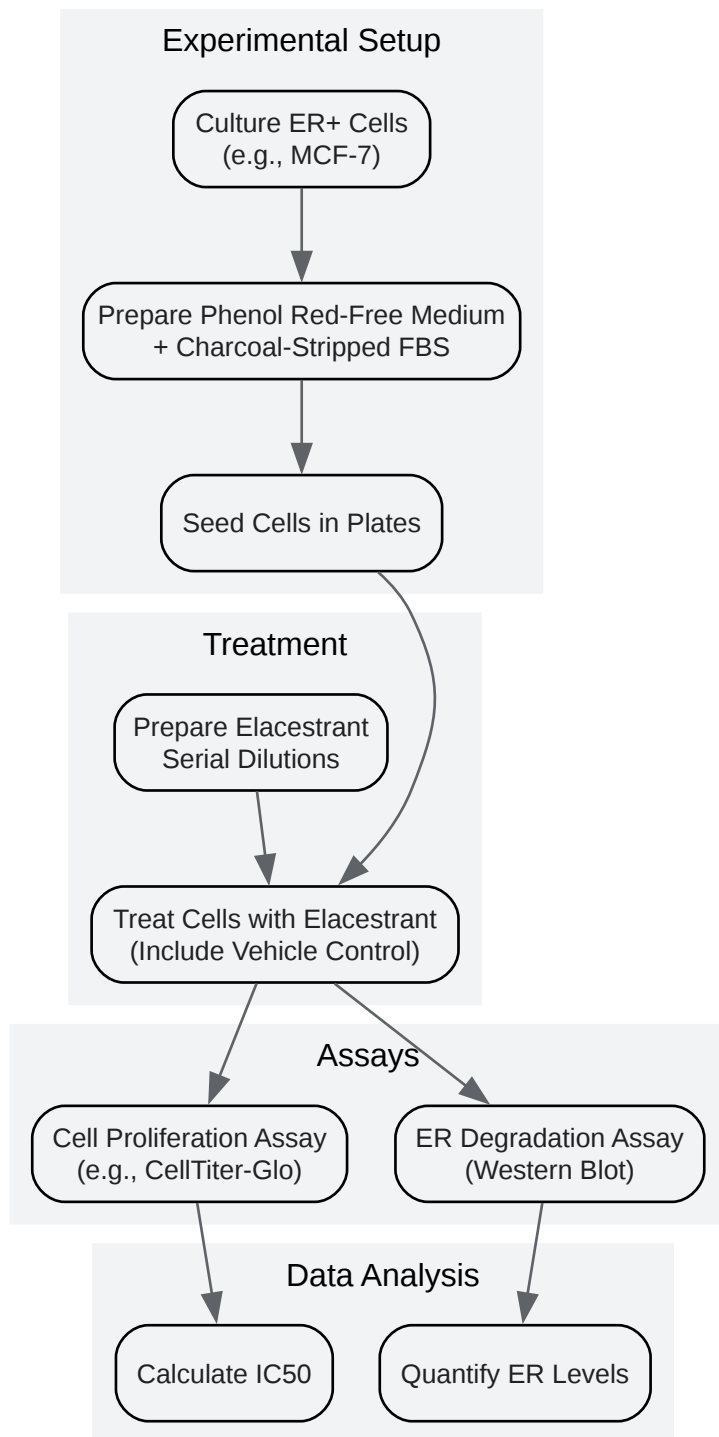 Experimental Setup
Culture ER+ Cells
(e.g., MCF-7)
Prepare Phenol Red-Free Medium
+ Charcoal-Stripped FBS
Seed Cells in Plates
Treatment
Prepare Elacestrant
Serial Dilutions
Treat Cells with Elacestrant
(Include Vehicle Control)
Assays
Cell Proliferation Assay
(e.g., CellTiter-Glo)
ER Degradation Assay
(Western Blot)
Data Analysis
Calculate IC50
Quantify ER Levels